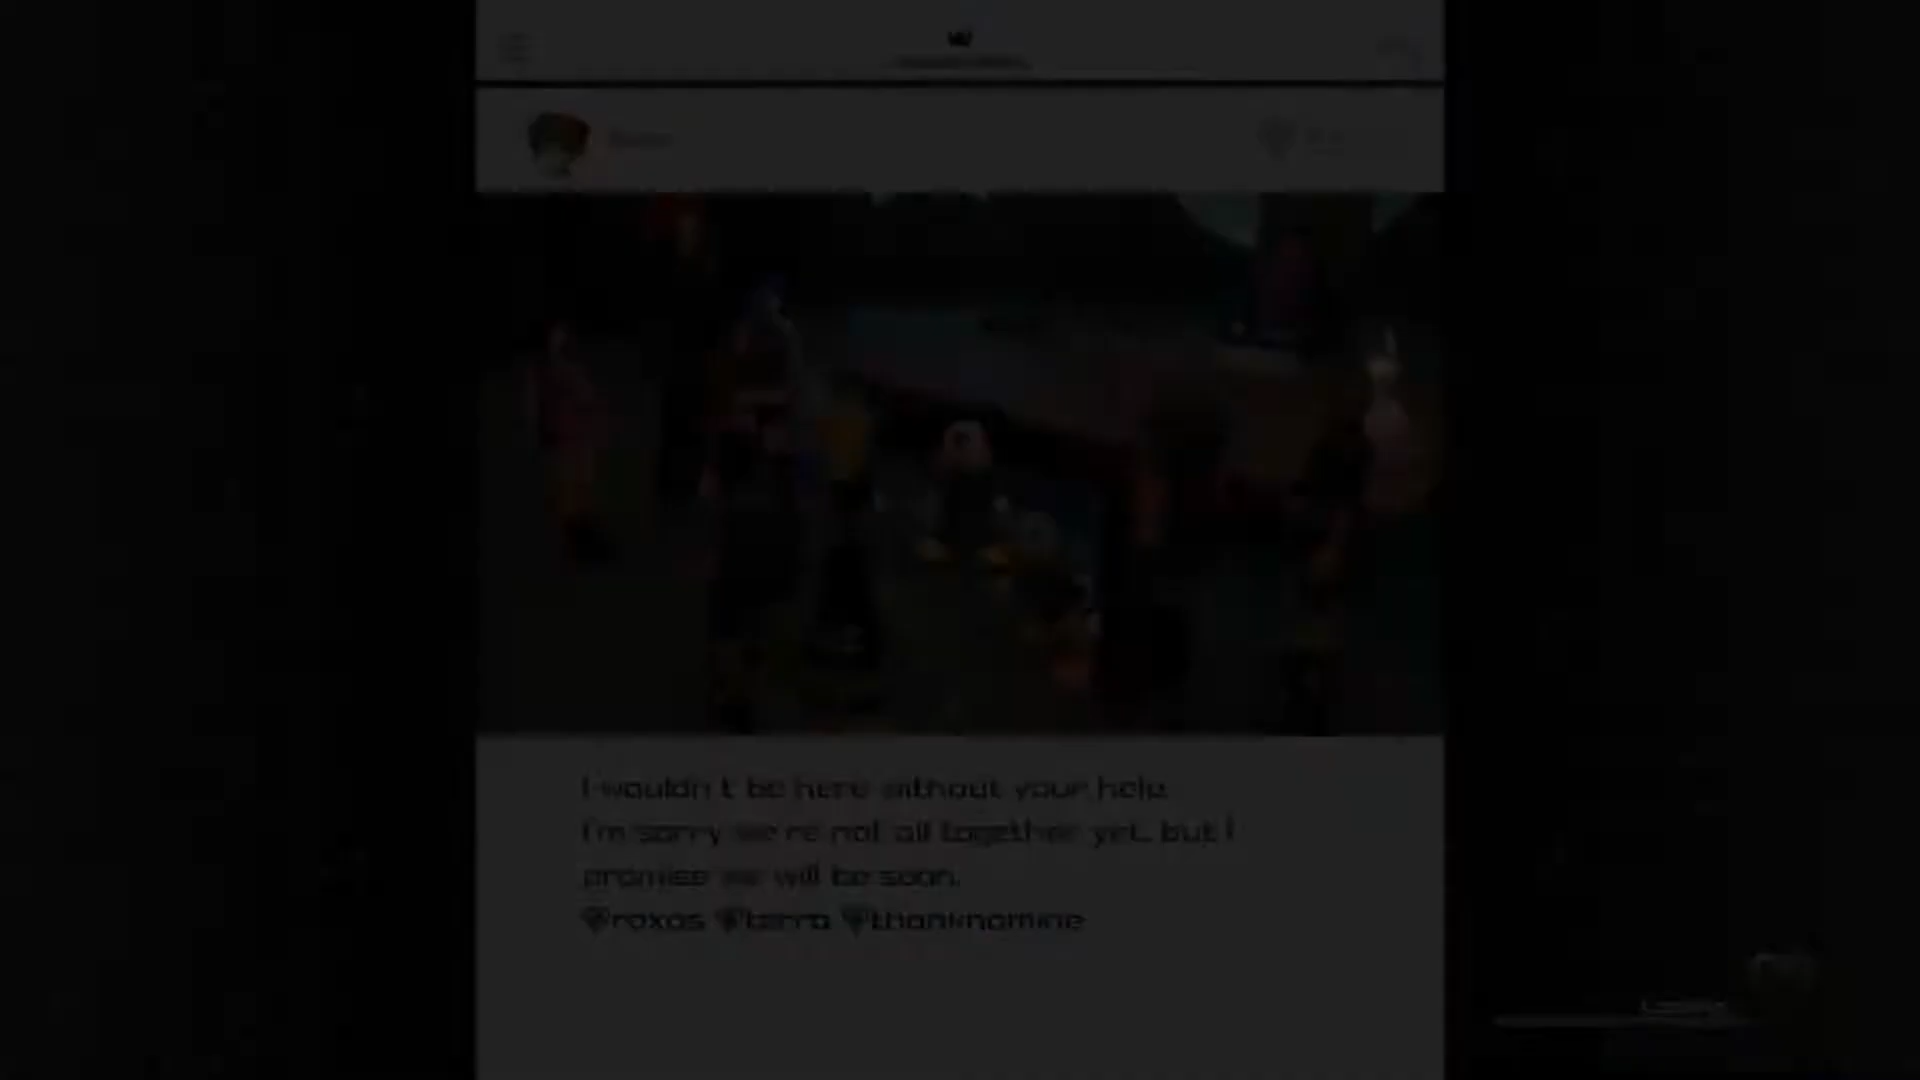 I wouldn't be here without your help.
I'm sorry we're not all together yet, but I
promise we will be soon.
roxas terra thanknamine